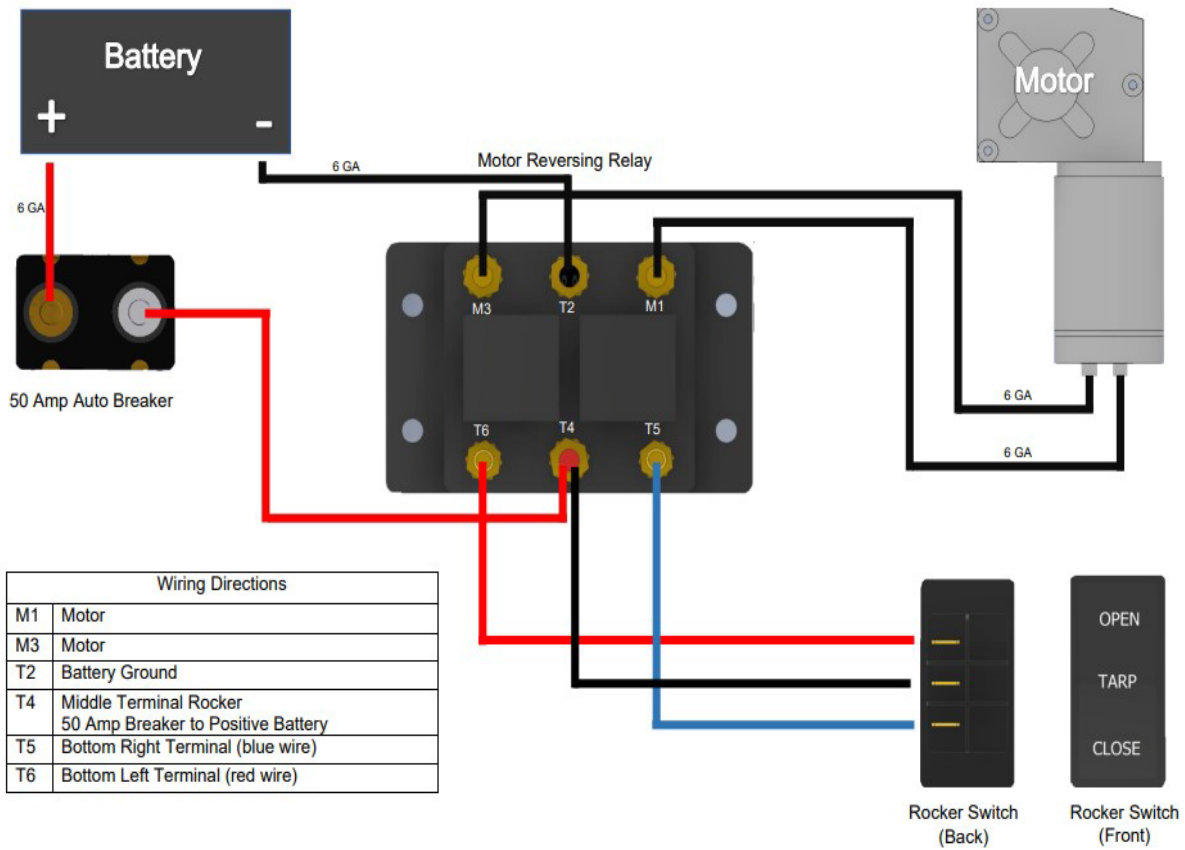 Battery
+
-
Motor
6 GA
Motor Reversing Relay
6 GA
M3
T2
M1
50 Amp Auto Breaker
6 GA
T6
T4
T5
6 GA
Wiring Directions
M1 Motor
M3 Motor
T2 Battery Ground
T4 Middle Terminal Rocker
50 Amp Breaker to Positive Battery
T5 Bottom Right Terminal (blue wire)
T6 Bottom Left Terminal (red wire)
OPEN
TARP
CLOSE
Rocker Switch
(Back)
Rocker Switch
(Front)